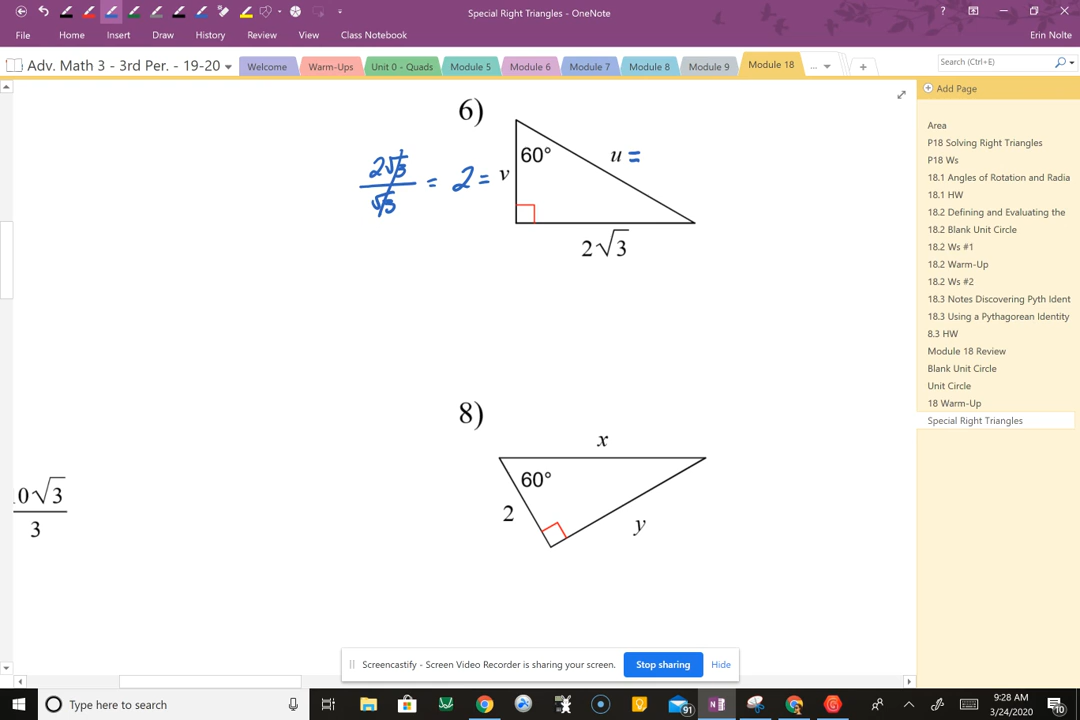 Special Right Triangles - OneNote
?
File Home Insert Draw History Review View Class Notebook Erin Nolte
Adv. Math 3 - 3rd Per. - 19-20 Welcome Warm-Ups Unit 0 - Quads Module 5 Module 6 Module 7 Module 8 Module 9 Module 18 ... + Search (Ctrl+E)
+ Add Page
Area
P18 Solving Right Triangles
P18 Ws
18.1 Angles of Rotation and Radia
18.1 HW
18.2 Defining and Evaluating the
18.2 Blank Unit Circle
18.2 Ws #1
18.2 Warm-Up
18.2 Ws #2
18.3 Notes Discovering Pyth Ident
18.3 Using a Pythagorean Identity
8.3 HW
Module 18 Review
Blank Unit Circle
Unit Circle
18 Warm-Up
Special Right Triangles
6)
2√3 / √3 = 2 = v
60°
u =
2√3
8)
x
60°
2
y
.0√3
3
Screencastify - Screen Video Recorder is sharing your screen. Stop sharing Hide
Type here to search
91
9:28 AM
3/24/2020
10